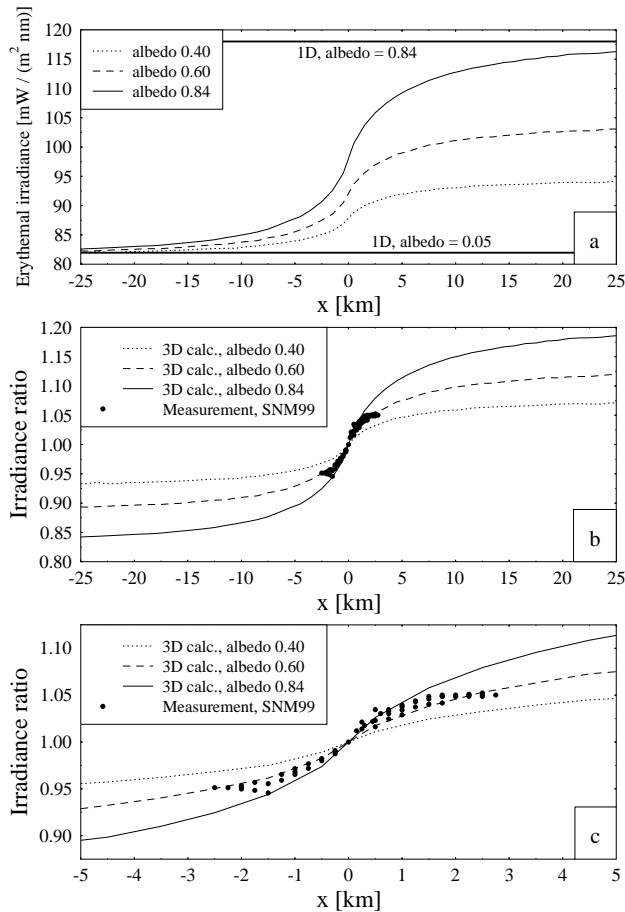 Erythemal irradiance [mW / (m² nm)]
120
115
110
105
100
95
90
85
80
albedo 0.40
albedo 0.60
albedo 0.84
1D, albedo = 0.84
1D, albedo = 0.05
a
-25 -20 -15 -10 -5 0 5 10 15 20 25
x [km]
Irradiance ratio
1.20
1.15
1.10
1.05
1.00
0.95
0.90
0.85
0.80
3D calc., albedo 0.40
3D calc., albedo 0.60
3D calc., albedo 0.84
Measurement, SNM99
b
-25 -20 -15 -10 -5 0 5 10 15 20 25
x [km]
Irradiance ratio
1.10
1.05
1.00
0.95
0.90
3D calc., albedo 0.40
3D calc., albedo 0.60
3D calc., albedo 0.84
Measurement, SNM99
c
-5 -4 -3 -2 -1 0 1 2 3 4 5
x [km]